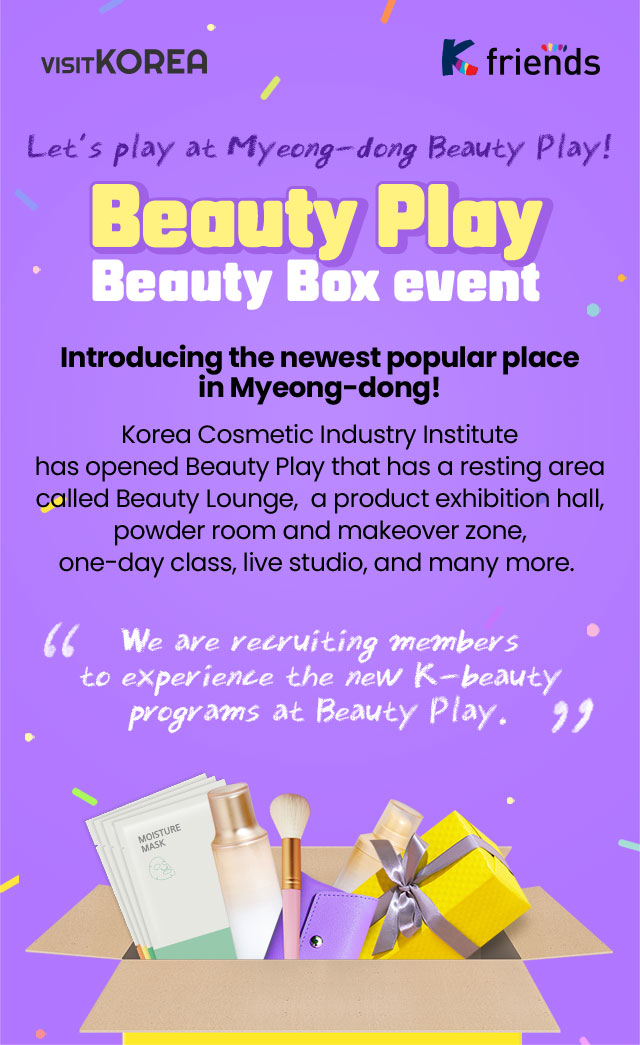 VISITKOREA
K friends
Let's play at Myeong-dong Beauty Play!
Beauty Play
Beauty Box event
Introducing the newest popular place
in Myeong-dong!
Korea Cosmetic Industry Institute
has opened Beauty Play that has a resting area
called Beauty Lounge, a product exhibition hall,
powder room and makeover zone,
one-day class, live studio, and many more.
“ We are recruiting members
to experience the new K-beauty
programs at Beauty Play. ”
MOISTURE
MASK